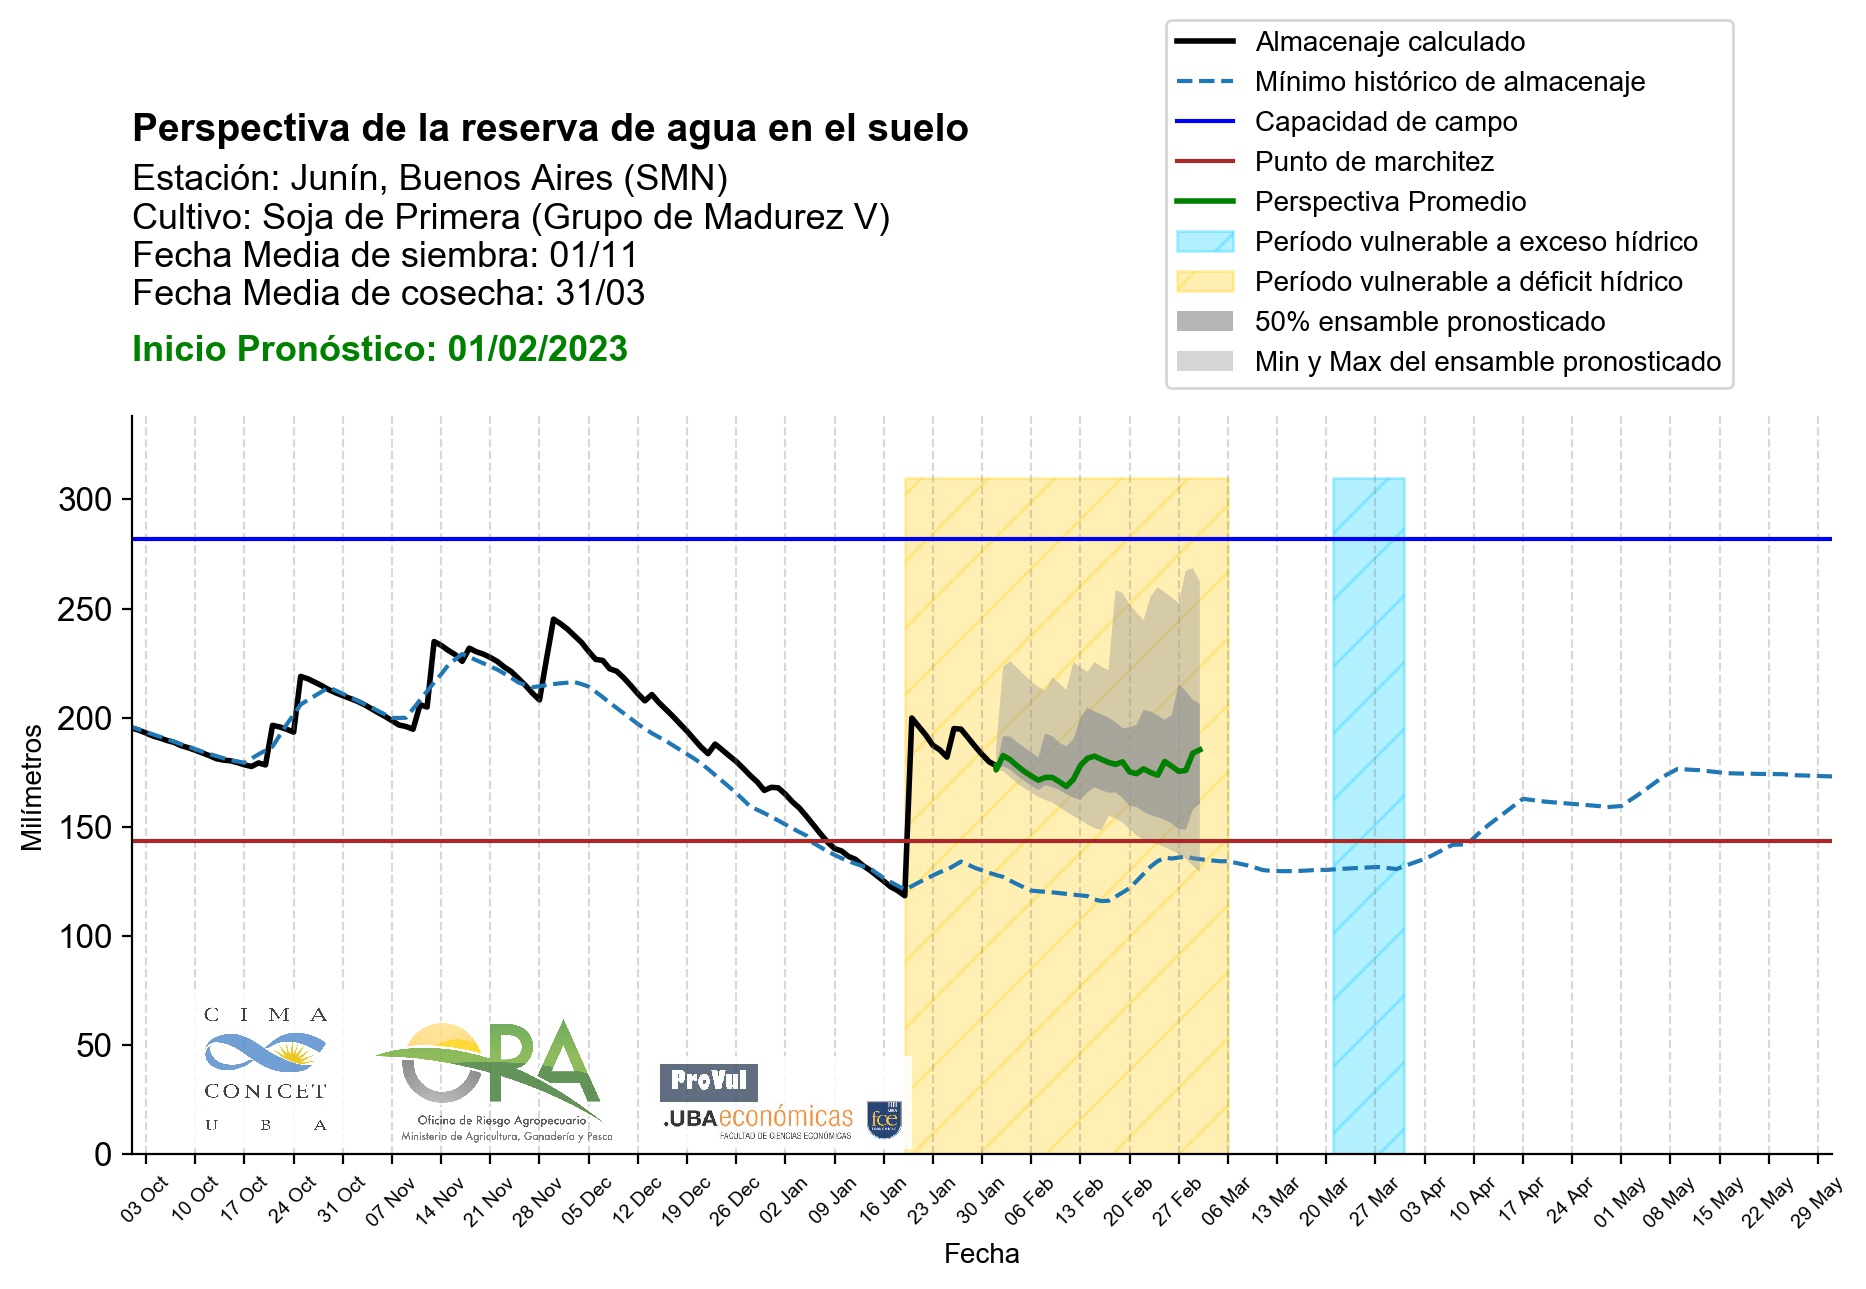 Almacenaje calculado
Mínimo histórico de almacenaje
Capacidad de campo
Punto de marchitez
Perspectiva Promedio
Período vulnerable a exceso hídrico
Período vulnerable a déficit hídrico
50% ensamble pronosticado
Min y Max del ensamble pronosticado
Perspectiva de la reserva de agua en el suelo
Estación: Junín, Buenos Aires (SMN)
Cultivo: Soja de Primera (Grupo de Madurez V)
Fecha Media de siembra: 01/11
Fecha Media de cosecha: 31/03
Inicio Pronóstico: 01/02/2023
Milímetros
300
250
200
150
100
50
0
C I M A
CONICET
U B A
ORA
Oficina de Riesgo Agropecuario
Ministerio de Agricultura, Ganadería y Pesca
ProVul
.UBAeconómicas
FACULTAD DE CIENCIAS ECONÓMICAS
UBA
fce
ECONÓMICAS
03 Oct 10 Oct 17 Oct 24 Oct 31 Oct 07 Nov 14 Nov 21 Nov 28 Nov 05 Dec 12 Dec 19 Dec 26 Dec 02 Jan 09 Jan 16 Jan 23 Jan 30 Jan 06 Feb 13 Feb 20 Feb 27 Feb 06 Mar 13 Mar 20 Mar 27 Mar 03 Apr 10 Apr 17 Apr 24 Apr 01 May 08 May 15 May 22 May 29 May
Fecha